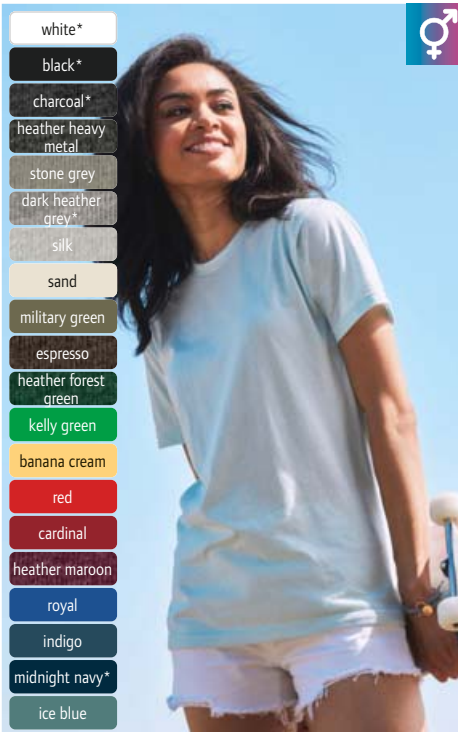 white*
black*
charcoal*
heather heavy
metal
stone grey
dark heather
grey*
silk
sand
military green
espresso
heather forest
green
kelly green
banana cream
red
cardinal
heather maroon
royal
indigo
midnight navy*
ice blue